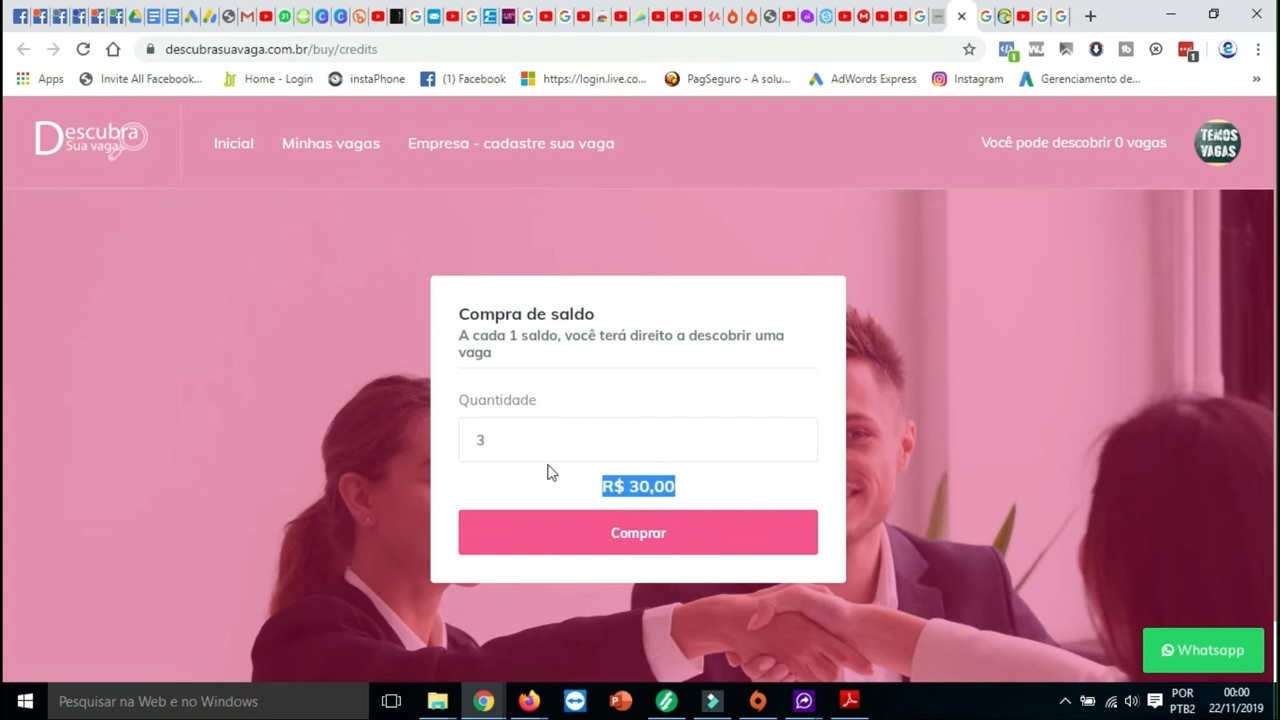 descubrasuavaga.com.br/buy/credits
1
1
Apps
Invite All Facebook...
Home - Login
instaPhone
(1) Facebook
https://login.live.co...
PagSeguro - A solu...
AdWords Express
Instagram
Gerenciamento de...
»
Descubra
Sua vaga
Inicial
Minhas vagas
Empresa - cadastre sua vaga
Você pode descobrir 0 vagas
TEMOS
VAGAS
Compra de saldo
A cada 1 saldo, você terá direito a descobrir uma
vaga
Quantidade
3
R$ 30,00
Comprar
Whatsapp
Pesquisar na Web e no Windows
POR
PTB2
00:00
22/11/2019